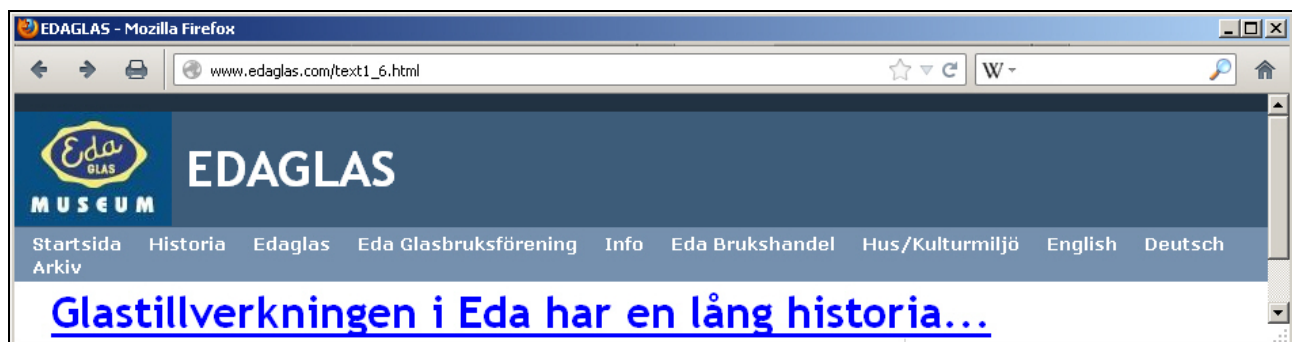 EDAGLAS - Mozilla Firefox
www.edaglas.com/text1_6.html W
Eda
GLAS
MUSEUM
EDAGLAS
Startsida Historia Edaglas Eda Glasbruksförening Info Eda Brukshandel Hus/Kulturmiljö English Deutsch
Arkiv
Glastillverkningen i Eda har en lång historia...